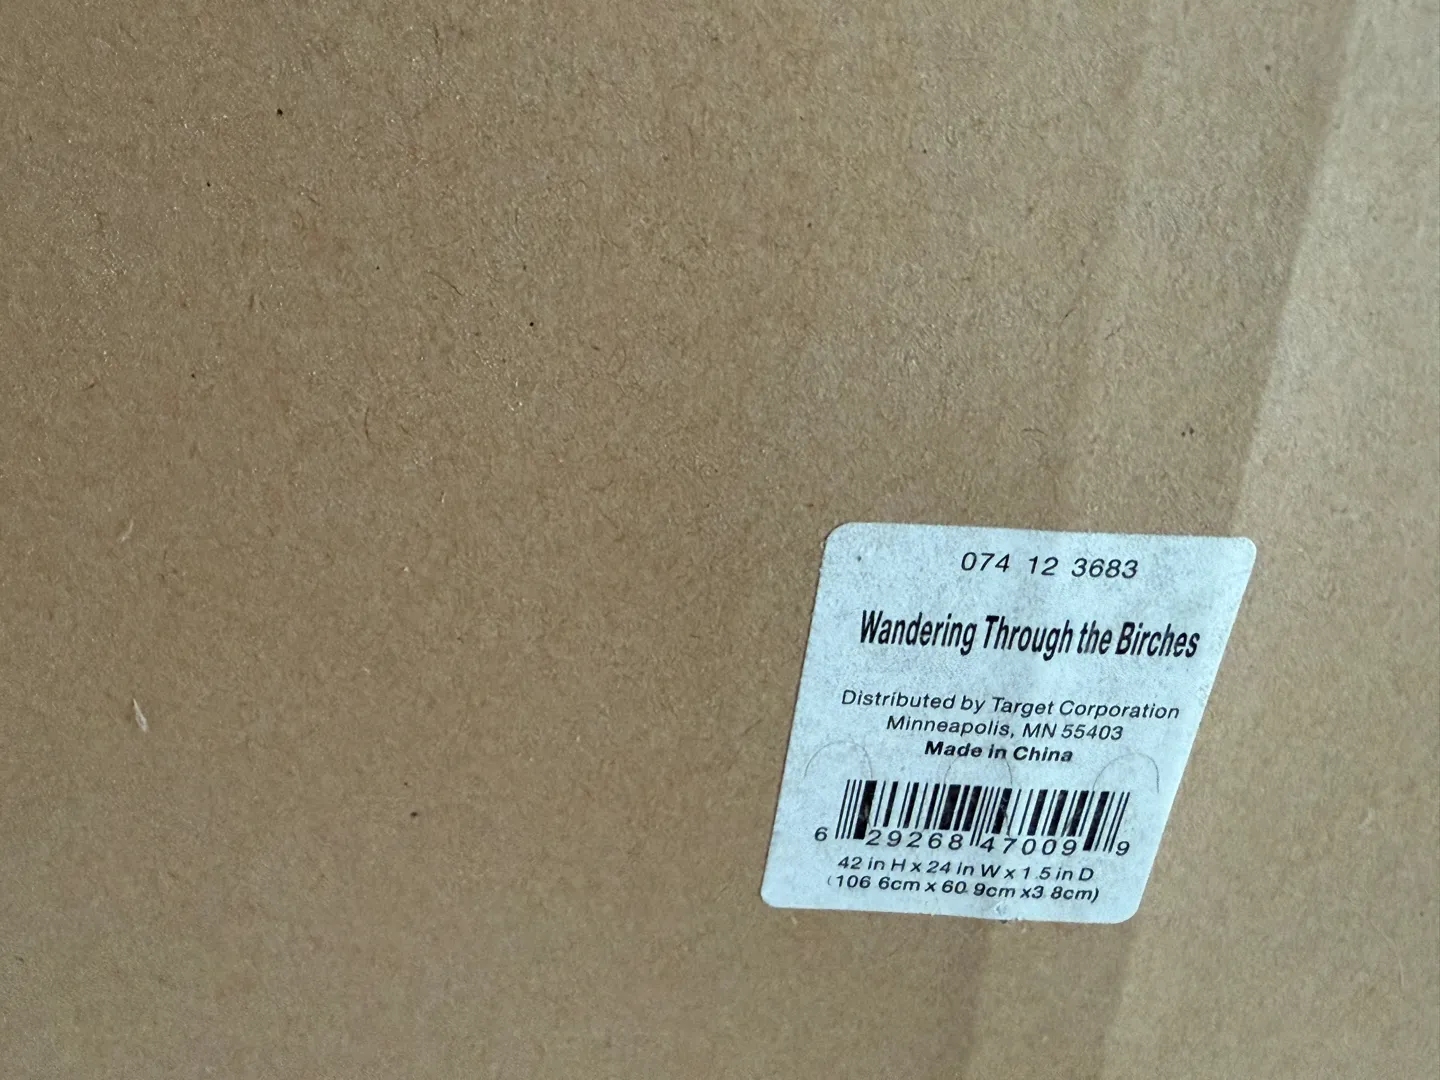 074 12 3683
Wandering Through the Birches
Distributed by Target Corporation
Minneapolis, MN 55403
Made in China
6 29268 47009 9
42 in H x 24 in W x 1.5 in D
(106 6cm x 60.9cm x3 8cm)